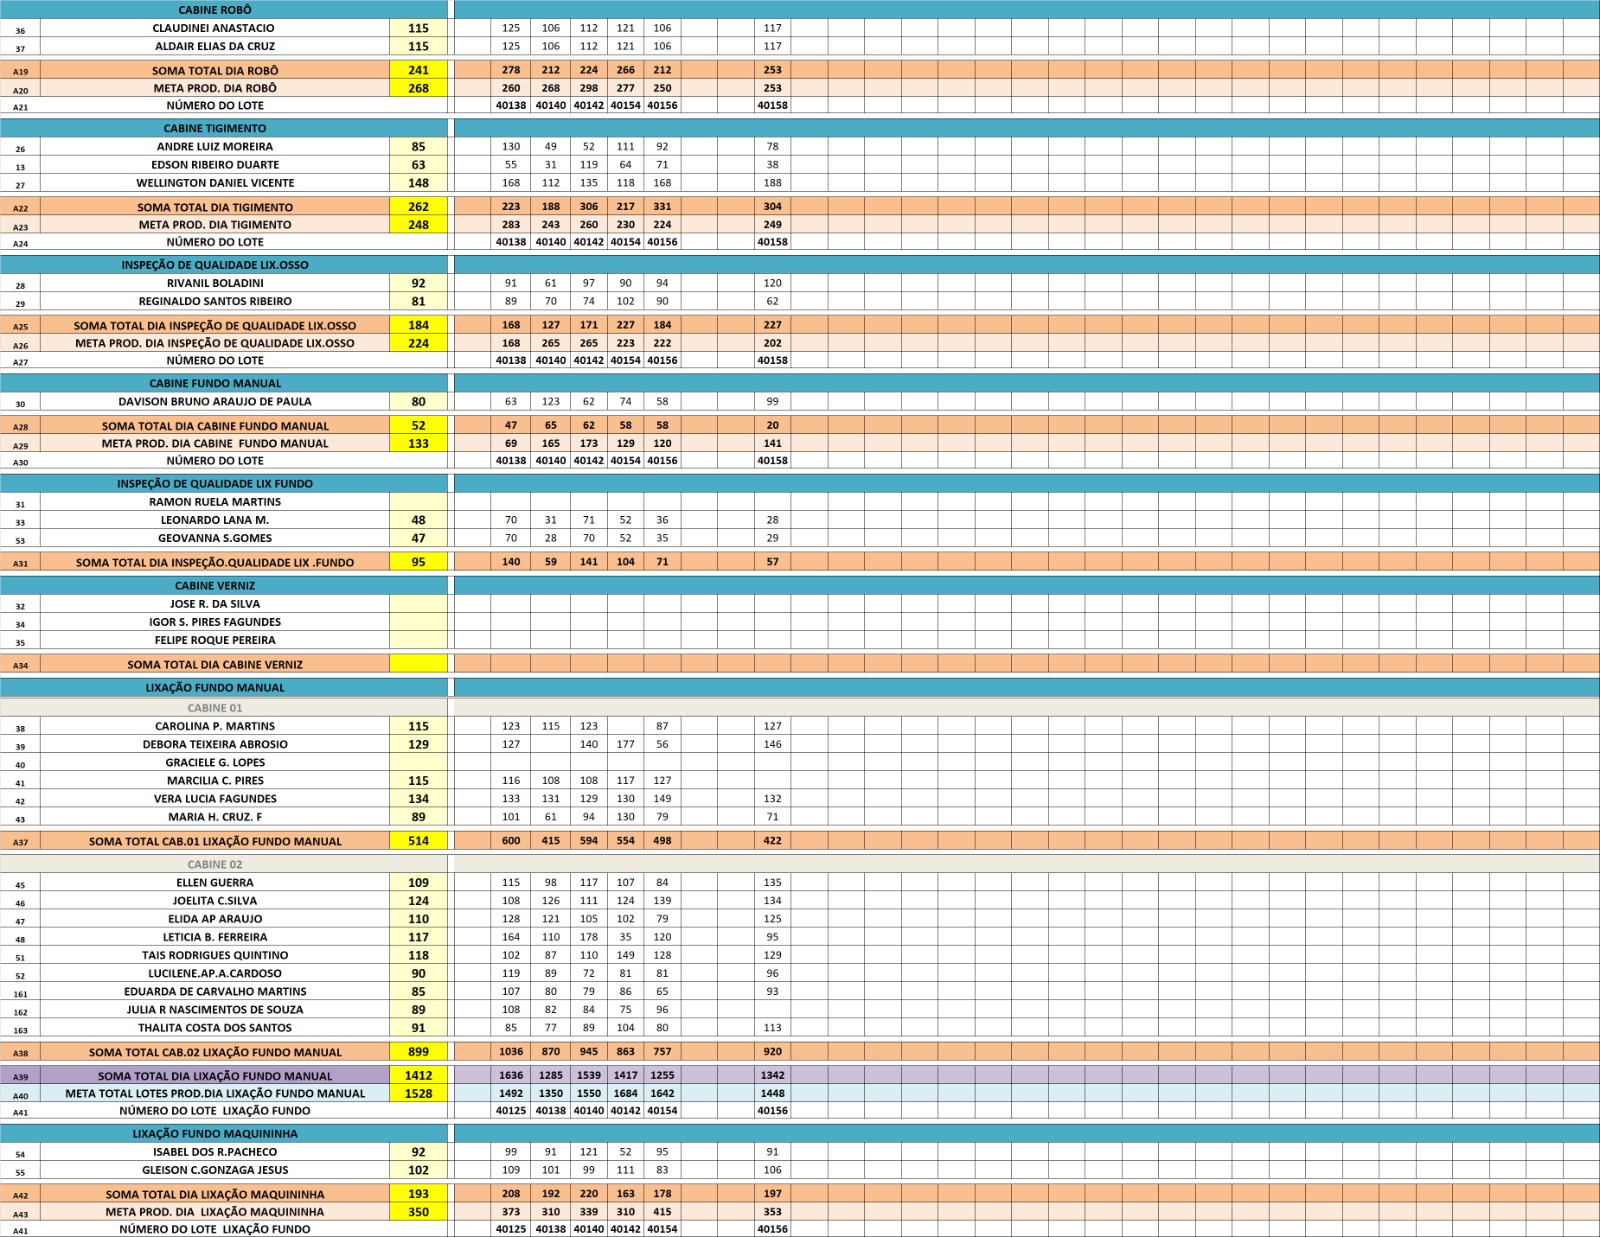 CABINE ROBÔ
36 CLAUDINEI ANASTACIO 115 125 106 112 121 106 117
37 ALDAIR ELIAS DA CRUZ 115 125 106 112 121 106 117
A19 SOMA TOTAL DIA ROBÔ 241 278 212 224 266 212 253
A20 META PROD. DIA ROBÔ 268 260 268 298 277 250 253
A21 NÚMERO DO LOTE 40138 40140 40142 40154 40156 40158
CABINE TIGIMENTO
26 ANDRE LUIZ MOREIRA 85 130 49 52 111 92 78
13 EDSON RIBEIRO DUARTE 63 55 31 119 64 71 38
27 WELLINGTON DANIEL VICENTE 148 168 112 135 118 168 188
A22 SOMA TOTAL DIA TIGIMENTO 262 223 188 306 217 331 304
A23 META PROD. DIA TIGIMENTO 248 283 243 260 230 224 249
A24 NÚMERO DO LOTE 40138 40140 40142 40154 40156 40158
INSPEÇÃO DE QUALIDADE LIX.OSSO
28 RIVANIL BOLADINI 92 91 61 97 90 94 120
29 REGINALDO SANTOS RIBEIRO 81 89 70 74 102 90 62
A25 SOMA TOTAL DIA INSPEÇÃO DE QUALIDADE LIX.OSSO 184 168 127 171 227 184 227
A26 META PROD. DIA INSPEÇÃO DE QUALIDADE LIX.OSSO 224 168 265 265 223 222 202
A27 NÚMERO DO LOTE 40138 40140 40142 40154 40156 40158
CABINE FUNDO MANUAL
30 DAVISON BRUNO ARAUJO DE PAULA 80 63 123 62 74 58 99
A28 SOMA TOTAL DIA CABINE FUNDO MANUAL 52 47 65 62 58 58 20
A29 META PROD. DIA CABINE FUNDO MANUAL 133 69 165 173 129 120 141
A30 NÚMERO DO LOTE 40138 40140 40142 40154 40156 40158
INSPEÇÃO DE QUALIDADE LIX FUNDO
31 RAMON RUELA MARTINS
33 LEONARDO LANA M. 48 70 31 71 52 36 28
53 GEOVANNA S.GOMES 47 70 28 70 52 35 29
A31 SOMA TOTAL DIA INSPEÇÃO.QUALIDADE LIX .FUNDO 95 140 59 141 104 71 57
CABINE VERNIZ
32 JOSE R. DA SILVA
34 IGOR S. PIRES FAGUNDES
35 FELIPE ROQUE PEREIRA
A34 SOMA TOTAL DIA CABINE VERNIZ
LIXAÇÃO FUNDO MANUAL
CABINE 01
38 CAROLINA P. MARTINS 115 123 115 123 87 127
39 DEBORA TEIXEIRA ABROSIO 129 127 140 177 56 146
40 GRACIELE G. LOPES
41 MARCILIA C. PIRES 115 116 108 108 117 127
42 VERA LUCIA FAGUNDES 134 133 131 129 130 149 132
43 MARIA H. CRUZ. F 89 101 61 94 130 79 71
A37 SOMA TOTAL CAB.01 LIXAÇÃO FUNDO MANUAL 514 600 415 594 554 498 422
CABINE 02
45 ELLEN GUERRA 109 115 98 117 107 84 135
46 JOELITA C.SILVA 124 108 126 111 124 139 134
47 ELIDA AP ARAUJO 110 128 121 105 102 79 125
48 LETICIA B. FERREIRA 117 164 110 178 35 120 95
51 TAIS RODRIGUES QUINTINO 118 102 87 110 149 128 129
52 LUCILENE.AP.A.CARDOSO 90 119 89 72 81 81 96
161 EDUARDA DE CARVALHO MARTINS 85 107 80 79 86 65 93
162 JULIA R NASCIMENTOS DE SOUZA 89 108 82 84 75 96
163 THALITA COSTA DOS SANTOS 91 85 77 89 104 80 113
A38 SOMA TOTAL CAB.02 LIXAÇÃO FUNDO MANUAL 899 1036 870 945 863 757 920
A39 SOMA TOTAL DIA LIXAÇÃO FUNDO MANUAL 1412 1636 1285 1539 1417 1255 1342
A40 META TOTAL LOTES PROD.DIA LIXAÇÃO FUNDO MANUAL 1528 1492 1350 1550 1684 1642 1448
A41 NÚMERO DO LOTE LIXAÇÃO FUNDO 40125 40138 40140 40142 40154 40156
LIXAÇÃO FUNDO MAQUININHA
54 ISABEL DOS R.PACHECO 92 99 91 121 52 95 91
55 GLEISON C.GONZAGA JESUS 102 109 101 99 111 83 106
A42 SOMA TOTAL DIA LIXAÇÃO MAQUININHA 193 208 192 220 163 178 197
A43 META PROD. DIA LIXAÇÃO MAQUININHA 350 373 310 339 310 415 353
A41 NÚMERO DO LOTE LIXAÇÃO FUNDO 40125 40138 40140 40142 40154 40156